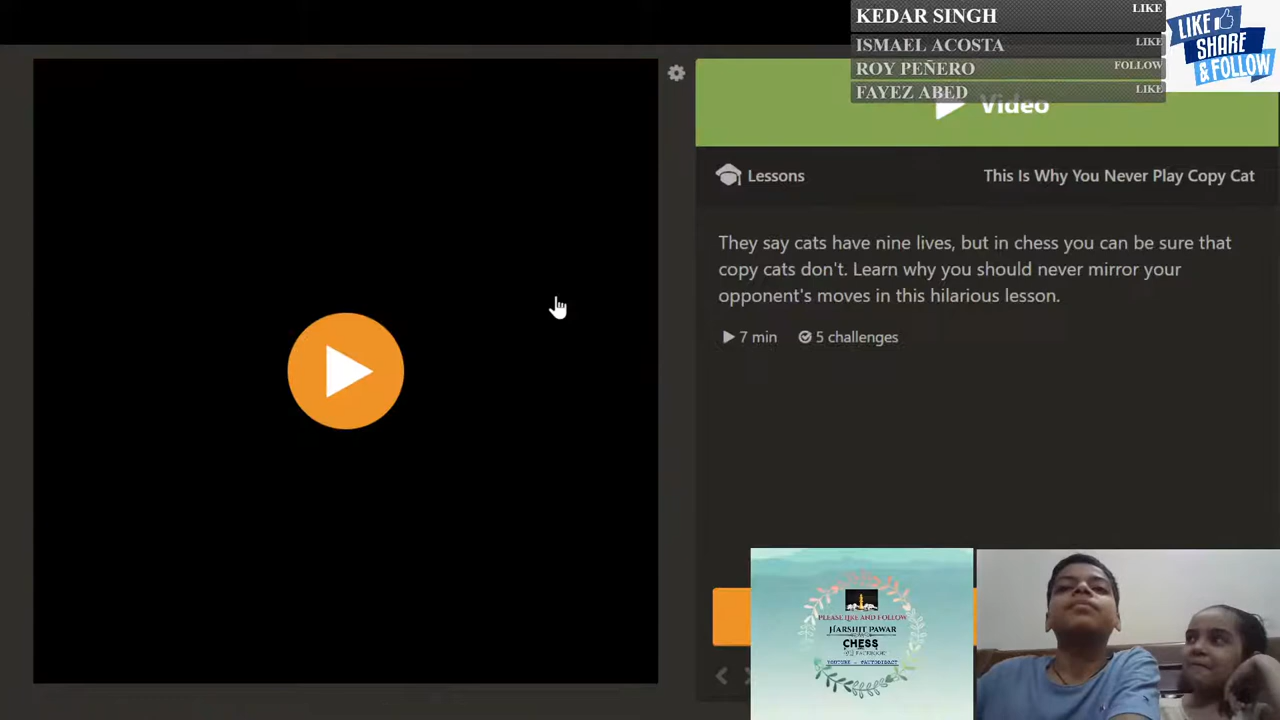 KEDAR SINGH LIKE
ISMAEL ACOSTA LIKE
ROY PEÑERO FOLLOW
FAYEZ ABED LIKE
LIKE
SHARE
& FOLLOW
Video
Lessons This Is Why You Never Play Copy Cat
They say cats have nine lives, but in chess you can be sure that
copy cats don't. Learn why you should never mirror your
opponent's moves in this hilarious lesson.
7 min 5 challenges
PLEASE LIKE AND FOLLOW
HARSHIT PAWAR
CHESS
FACEBOOK